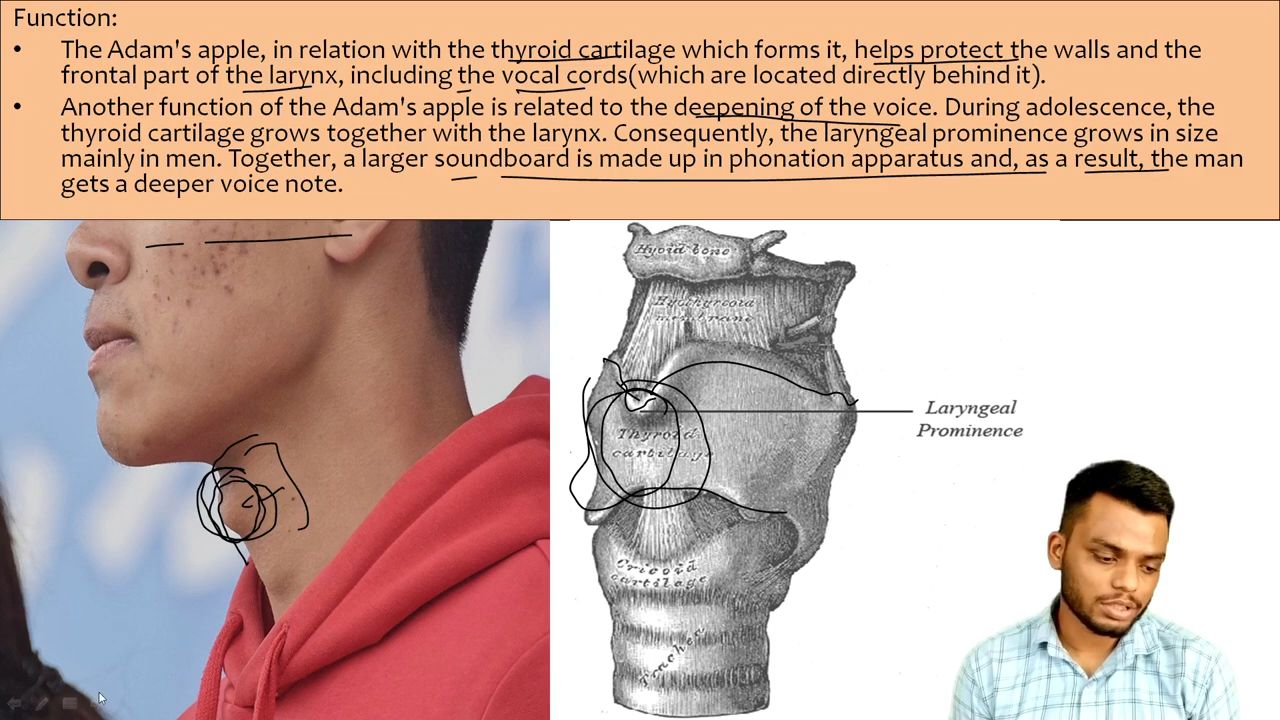 Function:
• The Adam's apple, in relation with the thyroid cartilage which forms it, helps protect the walls and the
frontal part of the larynx, including the vocal cords(which are located directly behind it).
• Another function of the Adam's apple is related to the deepening of the voice. During adolescence, the
thyroid cartilage grows together with the larynx. Consequently, the laryngeal prominence grows in size
mainly in men. Together, a larger soundboard is made up in phonation apparatus and, as a result, the man
gets a deeper voice note.
Hyoid bone
Hyothyreoid
membrane
Laryngeal
Prominence
Thyroid
cartilage
Cricoid
cartilage
Trachea